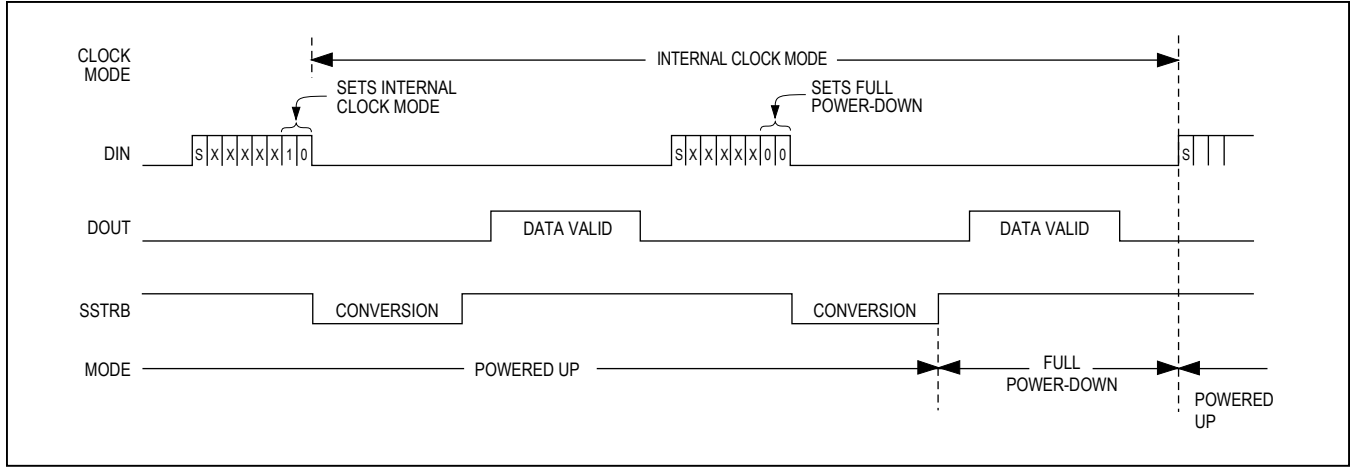 CLOCK
MODE
INTERNAL CLOCK MODE
SETS INTERNAL
CLOCK MODE
SETS FULL
POWER-DOWN
DIN
S X X X X X 1 0
S X X X X X 0 0
S
DOUT
DATA VALID
DATA VALID
SSTRB
CONVERSION
CONVERSION
MODE
POWERED UP
FULL
POWER-DOWN
POWERED
UP